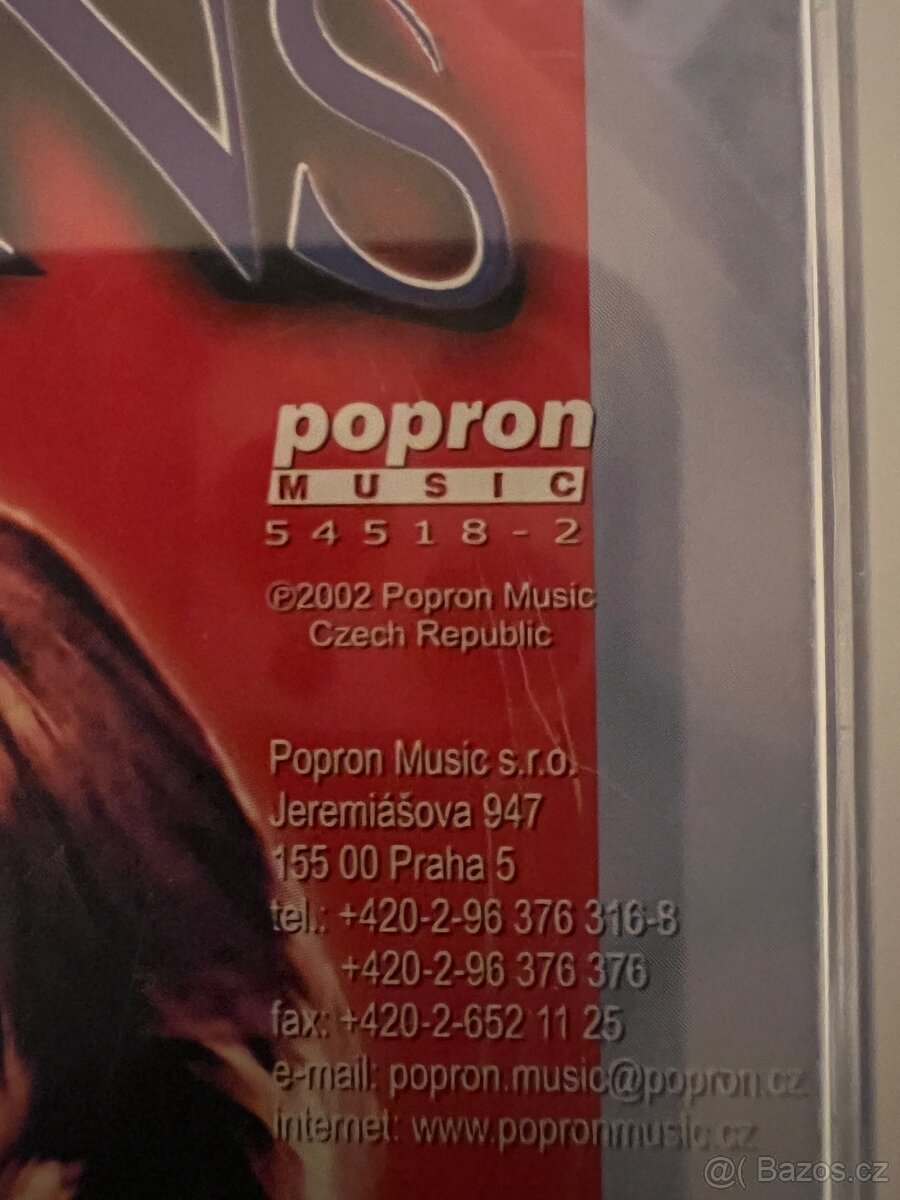 NS
popron
MUSIC
54518-2
℗2002 Popron Music
Czech Republic
Popron Music s.r.o.
Jeremiášova 947
155 00 Praha 5
tel.: +420-2-96 376 316-8
+420-2-96 376 376
fax: +420-2-652 11 25
e-mail: popron.music@popron.cz
internet: www.popronmusic.cz
@( Bazos.cz